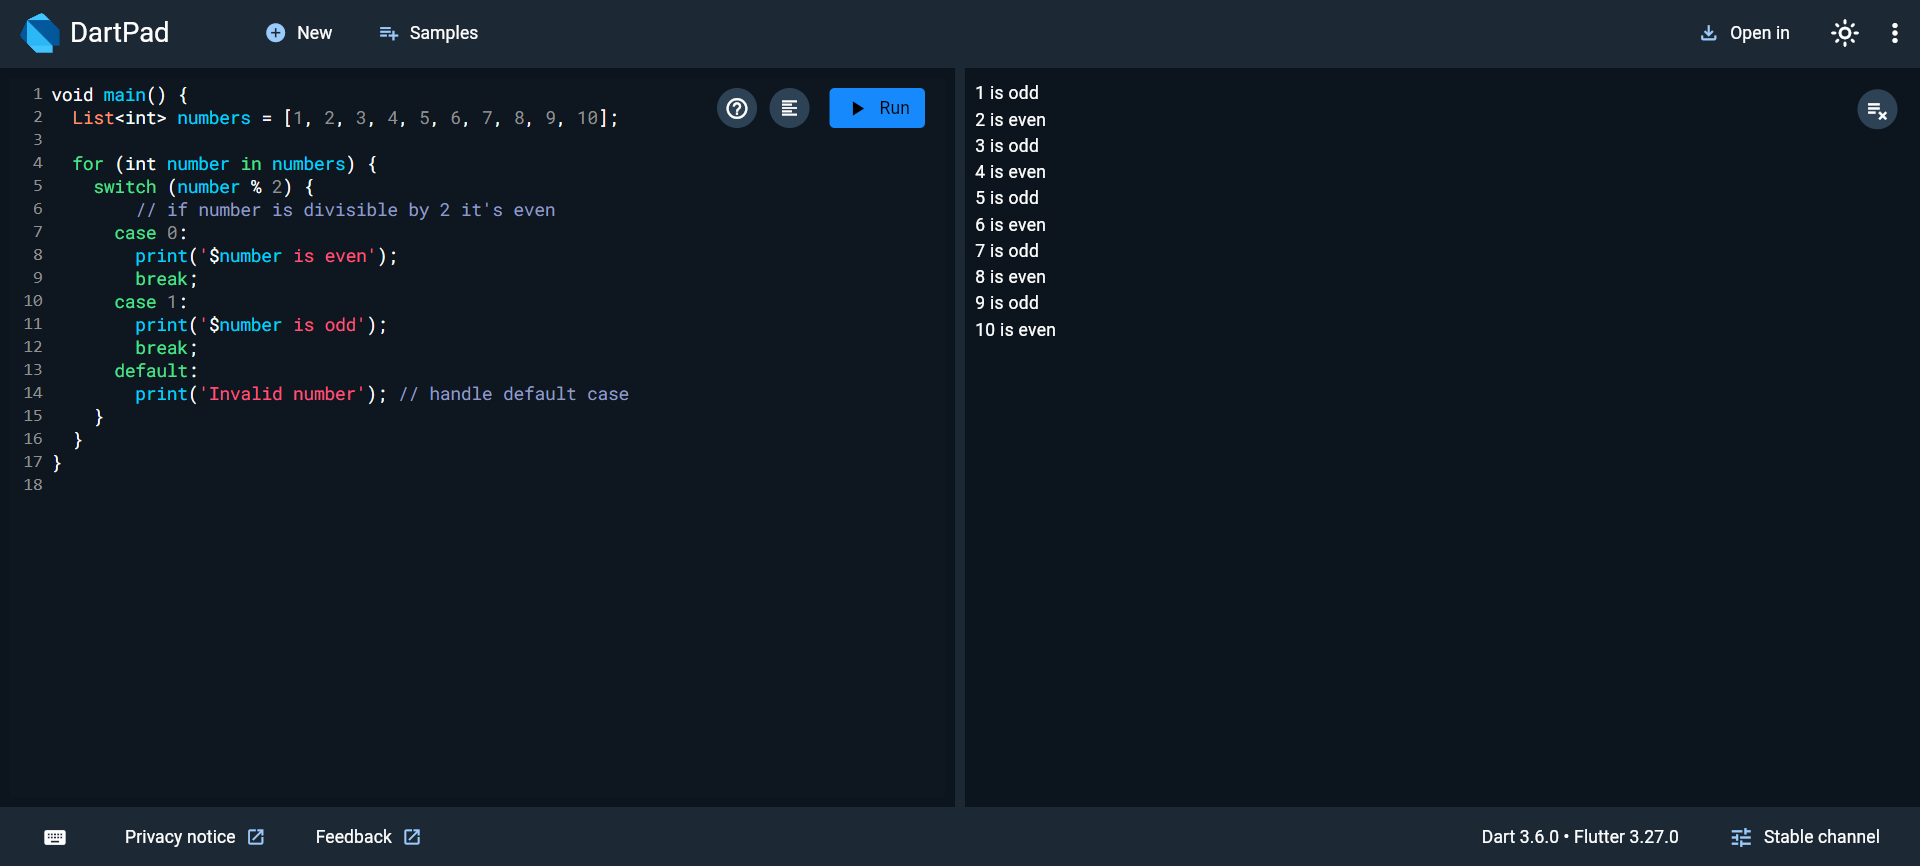 DartPad
New
Samples
Open in
1 void main() {
2   List<int> numbers = [1, 2, 3, 4, 5, 6, 7, 8, 9, 10];
3
4   for (int number in numbers) {
5     switch (number % 2) {
6         // if number is divisible by 2 it's even
7       case 0:
8         print('$number is even');
9         break;
10       case 1:
11         print('$number is odd');
12         break;
13       default:
14         print('Invalid number'); // handle default case
15     }
16   }
17 }
18
Run
1 is odd
2 is even
3 is odd
4 is even
5 is odd
6 is even
7 is odd
8 is even
9 is odd
10 is even
Privacy notice
Feedback
Dart 3.6.0 • Flutter 3.27.0
Stable channel